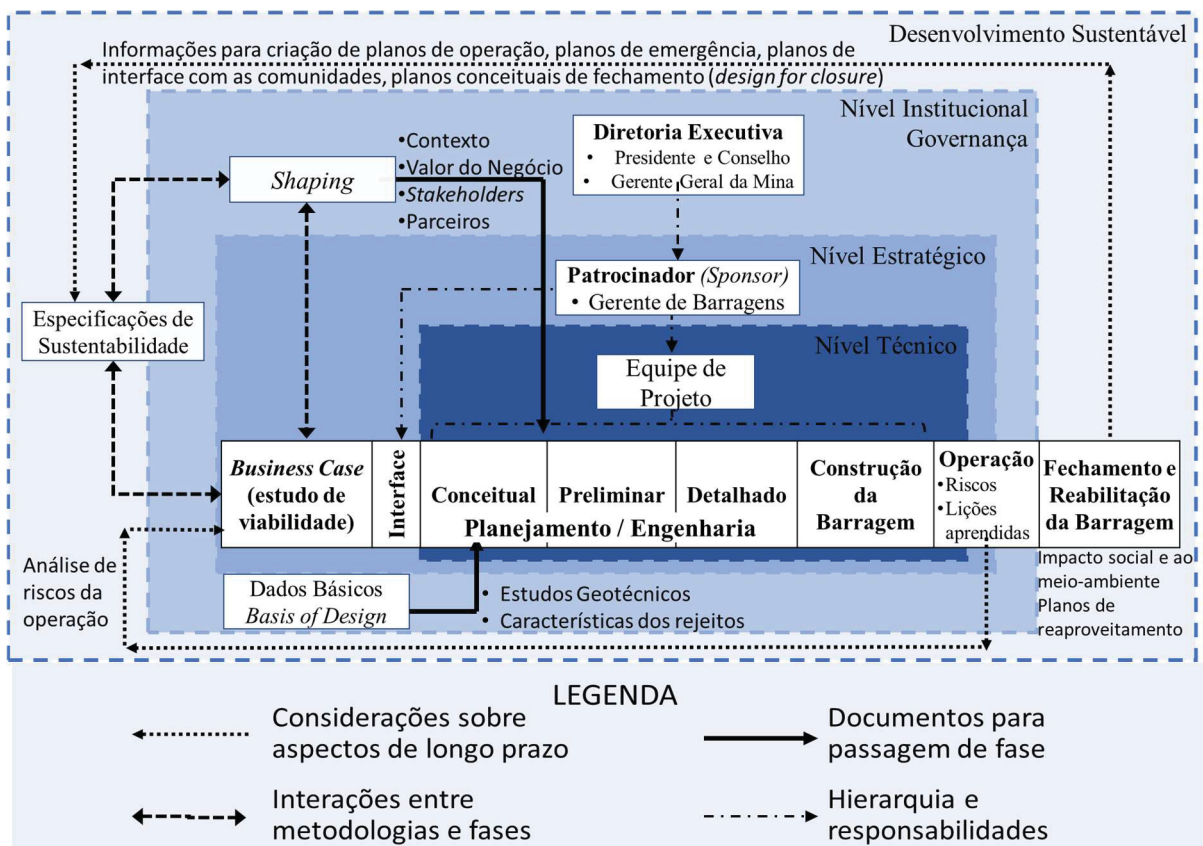 Desenvolvimento Sustentável
Informações para criação de planos de operação, planos de emergência, planos de
interface com as comunidades, planos conceituais de fechamento (design for closure)
Nível Institucional
Governança
Diretoria Executiva
• Presidente e Conselho
• Gerente Geral da Mina
Shaping
•Contexto
•Valor do Negócio
•Stakeholders
•Parceiros
Nível Estratégico
Patrocinador (Sponsor)
• Gerente de Barragens
Especificações de
Sustentabilidade
Nível Técnico
Equipe de
Projeto
Business Case
(estudo de
viabilidade)
Interface
Conceitual
Preliminar
Detalhado
Planejamento / Engenharia
Construção
da
Barragem
Operação
•Riscos
•Lições
aprendidas
Fechamento e
Reabilitação
da Barragem
Análise de
riscos da
operação
Dados Básicos
Basis of Design
• Estudos Geotécnicos
• Características dos rejeitos
Impacto social e ao
meio-ambiente
Planos de
reaproveitamento
LEGENDA
Considerações sobre
aspectos de longo prazo
Documentos para
passagem de fase
Interações entre
metodologias e fases
Hierarquia e
responsabilidades